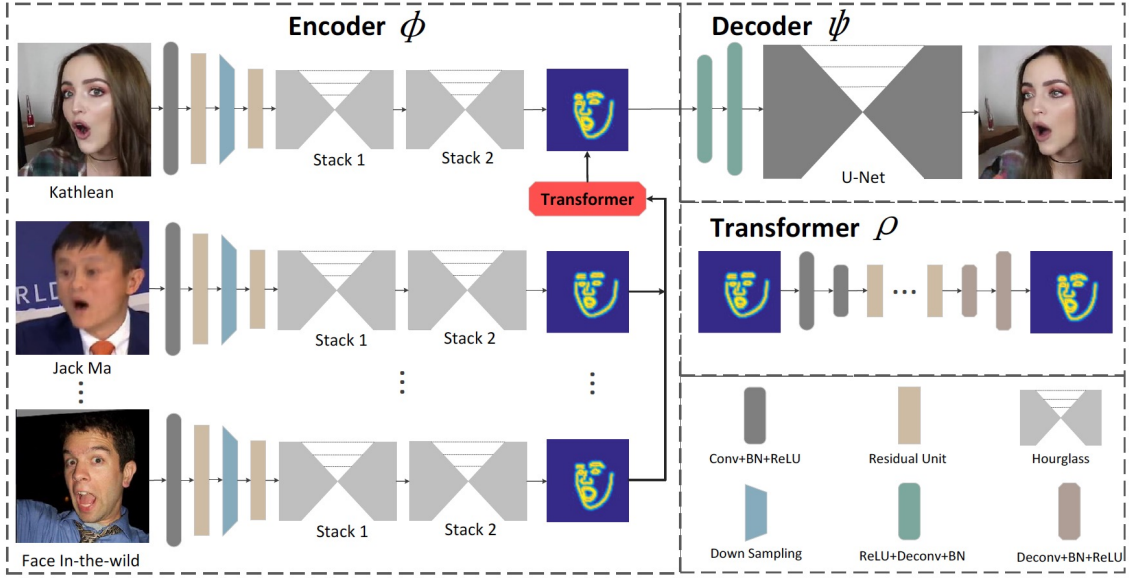 Encoder ϕ
Kathlean
Stack 1
Stack 2
Transformer
RLD
Jack Ma
Stack 1
Stack 2
Face In-the-wild
Stack 1
Stack 2
Decoder ψ
U-Net
Transformer ρ
Conv+BN+ReLU
Residual Unit
Hourglass
Down Sampling
ReLU+Deconv+BN
Deconv+BN+ReLU